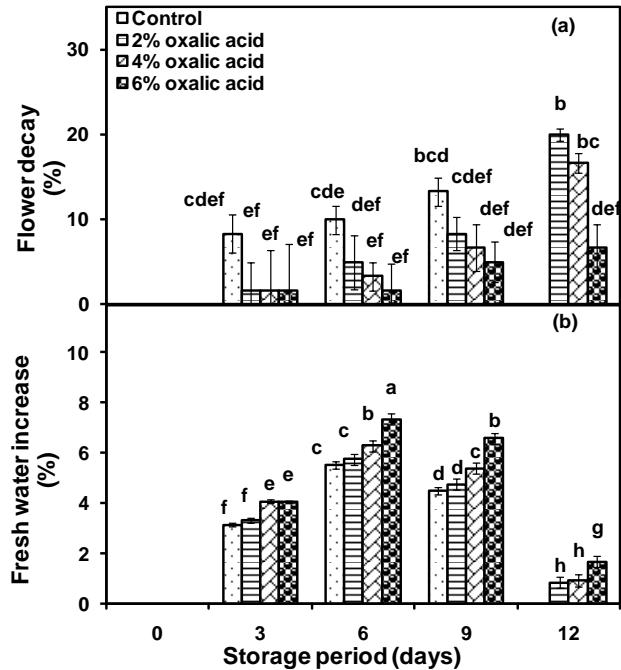 Control
2% oxalic acid
4% oxalic acid
6% oxalic acid
(a)
Flower decay
(%)
30
20
10
0
cdef
ef
ef
ef
cde
def
ef
ef
bcd
cdef
def
def
b
bc
def
(b)
Fresh water increase
(%)
10
8
6
4
2
0
f
f
e
e
c
c
b
a
d
d
c
b
h
h
g
0 3 6 9 12
Storage period (days)